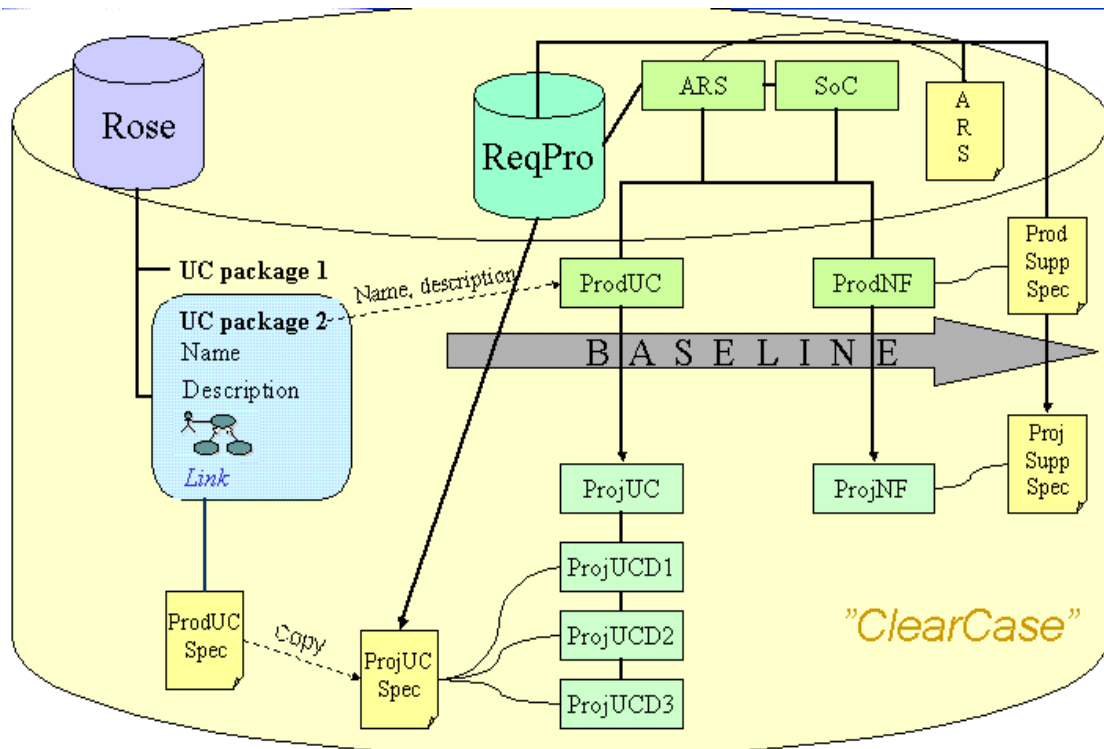 Rose
ReqPro
ARS
SoC
A
R
S
UC package 1
UC package 2
Name
Description
Link
Name, description
ProdUC
ProdNF
Prod
Supp
Spec
BASELINE
ProjUC
ProjNF
Proj
Supp
Spec
ProjUCD1
ProjUCD2
ProjUCD3
ProdUC
Spec
Copy
ProjUC
Spec
"ClearCase"